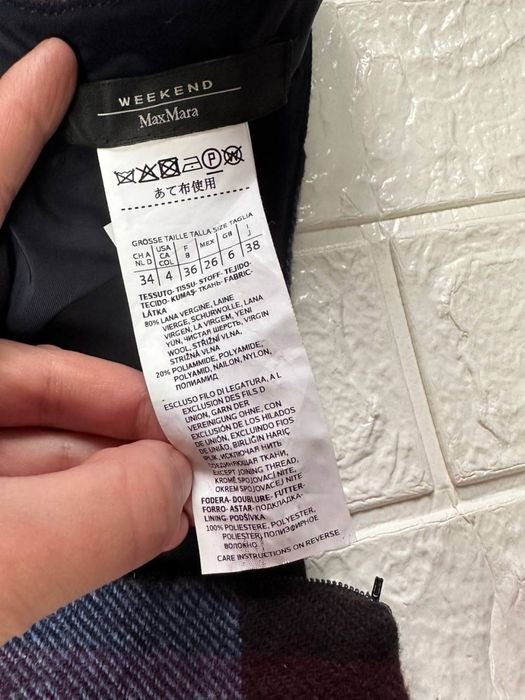 WEEKEND
MaxMara
P W
あて布使用
GRÖSSE TAILLE TALLA SIZE TAGLIA
CH A NL D USA CA COL F B MEX GB I J
34 4 36 26 6 38
TESSUTO-TISSU-STOFF-TEJIDO-
TECIDO-KUMAŞ-ТКАНЬ-FABRIC-
LÁTKA
80% LANA VERGINE, LAINE
VIERGE, SCHURWOLLE, LANA
VIRGEN, LA VIRGEM, YENI
YÜN, ЧИСТАЯ ШЕРСТЬ, VIRGIN
WOOL, STŘIŽNÍ VLNA
STRIŽNÁ VLNA
20% POLIAMMIDE, POLYAMIDE,
POLYAMID, NAILON, NYLON,
ПОЛИАМИД
ESCLUSO FILO DI LEGATURA, A L
EXCLUSION DES FILS D
UNION, GARN DER
VEREINIGUNG OHNE, CON
EXCLUSIÓN DE LOS HILADOS
DE UNIÓN, EXCLUINDO FIOS
DE UNIÃO, BIRLIĞIN HARIÇ
IPLIK, ИСКЛЮЧАЯ НИТЬ
СОЕДИНЯЮЩАЯ ТКАНИ,
EXCEPT JOINING THREAD,
KROMĚ SPOJOVACÍ NITĚ,
OKREM SPOJOVACEJ NITE
FODERA-DOUBLURE-FUTTER-
FORRO-ASTAR-ПОДКЛАДКА-
LINING-PODŠÍVKA
100% POLIESTERE, POLYESTER,
POLIESTER, ПОЛИЭФИРНОЕ
ВОЛОКНО
CARE INSTRUCTIONS ON REVERSE